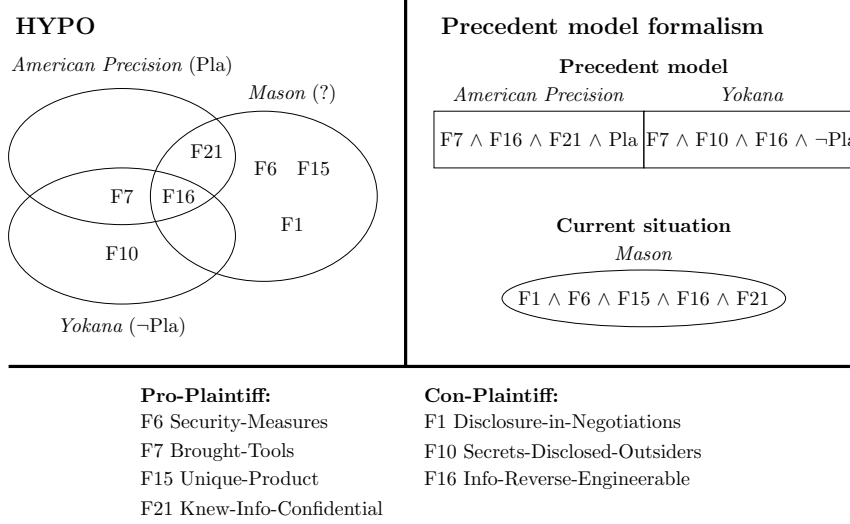 HYPO
American Precision (Pla)
Mason (?)
F21
F6 F15
F7 F16
F1
F10
Yokana (¬Pla)
Precedent model formalism
Precedent model
American Precision Yokana
F7 ∧ F16 ∧ F21 ∧ Pla F7 ∧ F10 ∧ F16 ∧ ¬Pla
Current situation
Mason
F1 ∧ F6 ∧ F15 ∧ F16 ∧ F21
Pro-Plaintiff:
F6 Security-Measures
F7 Brought-Tools
F15 Unique-Product
F21 Knew-Info-Confidential
Con-Plaintiff:
F1 Disclosure-in-Negotiations
F10 Secrets-Disclosed-Outsiders
F16 Info-Reverse-Engineerable